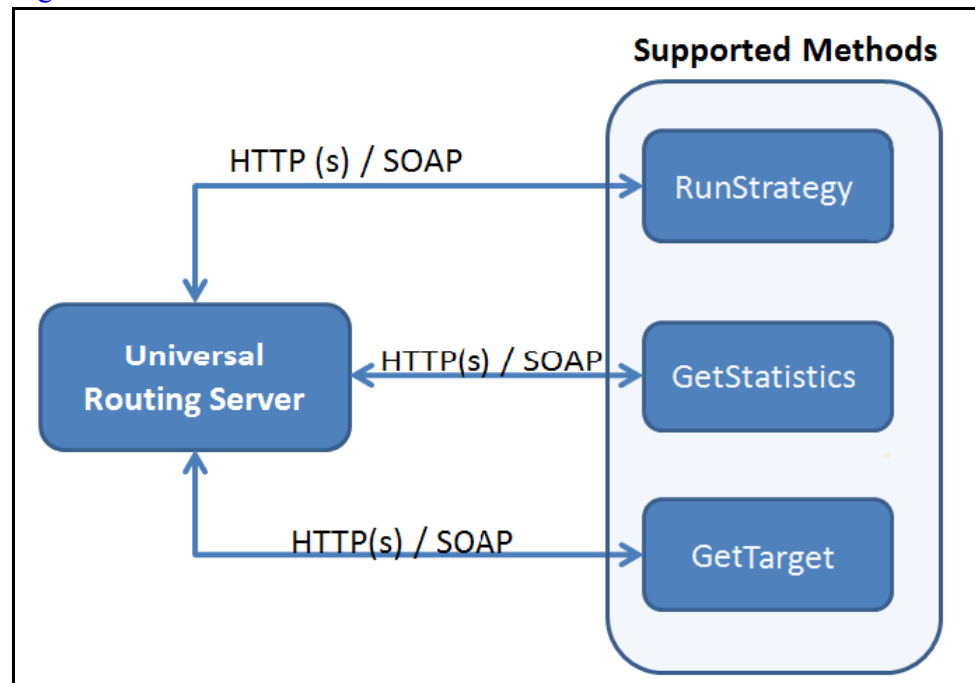 Supported Methods
HTTP (s) / SOAP
RunStrategy
Universal
Routing Server
HTTP(s) / SOAP
GetStatistics
HTTP(s) / SOAP
GetTarget